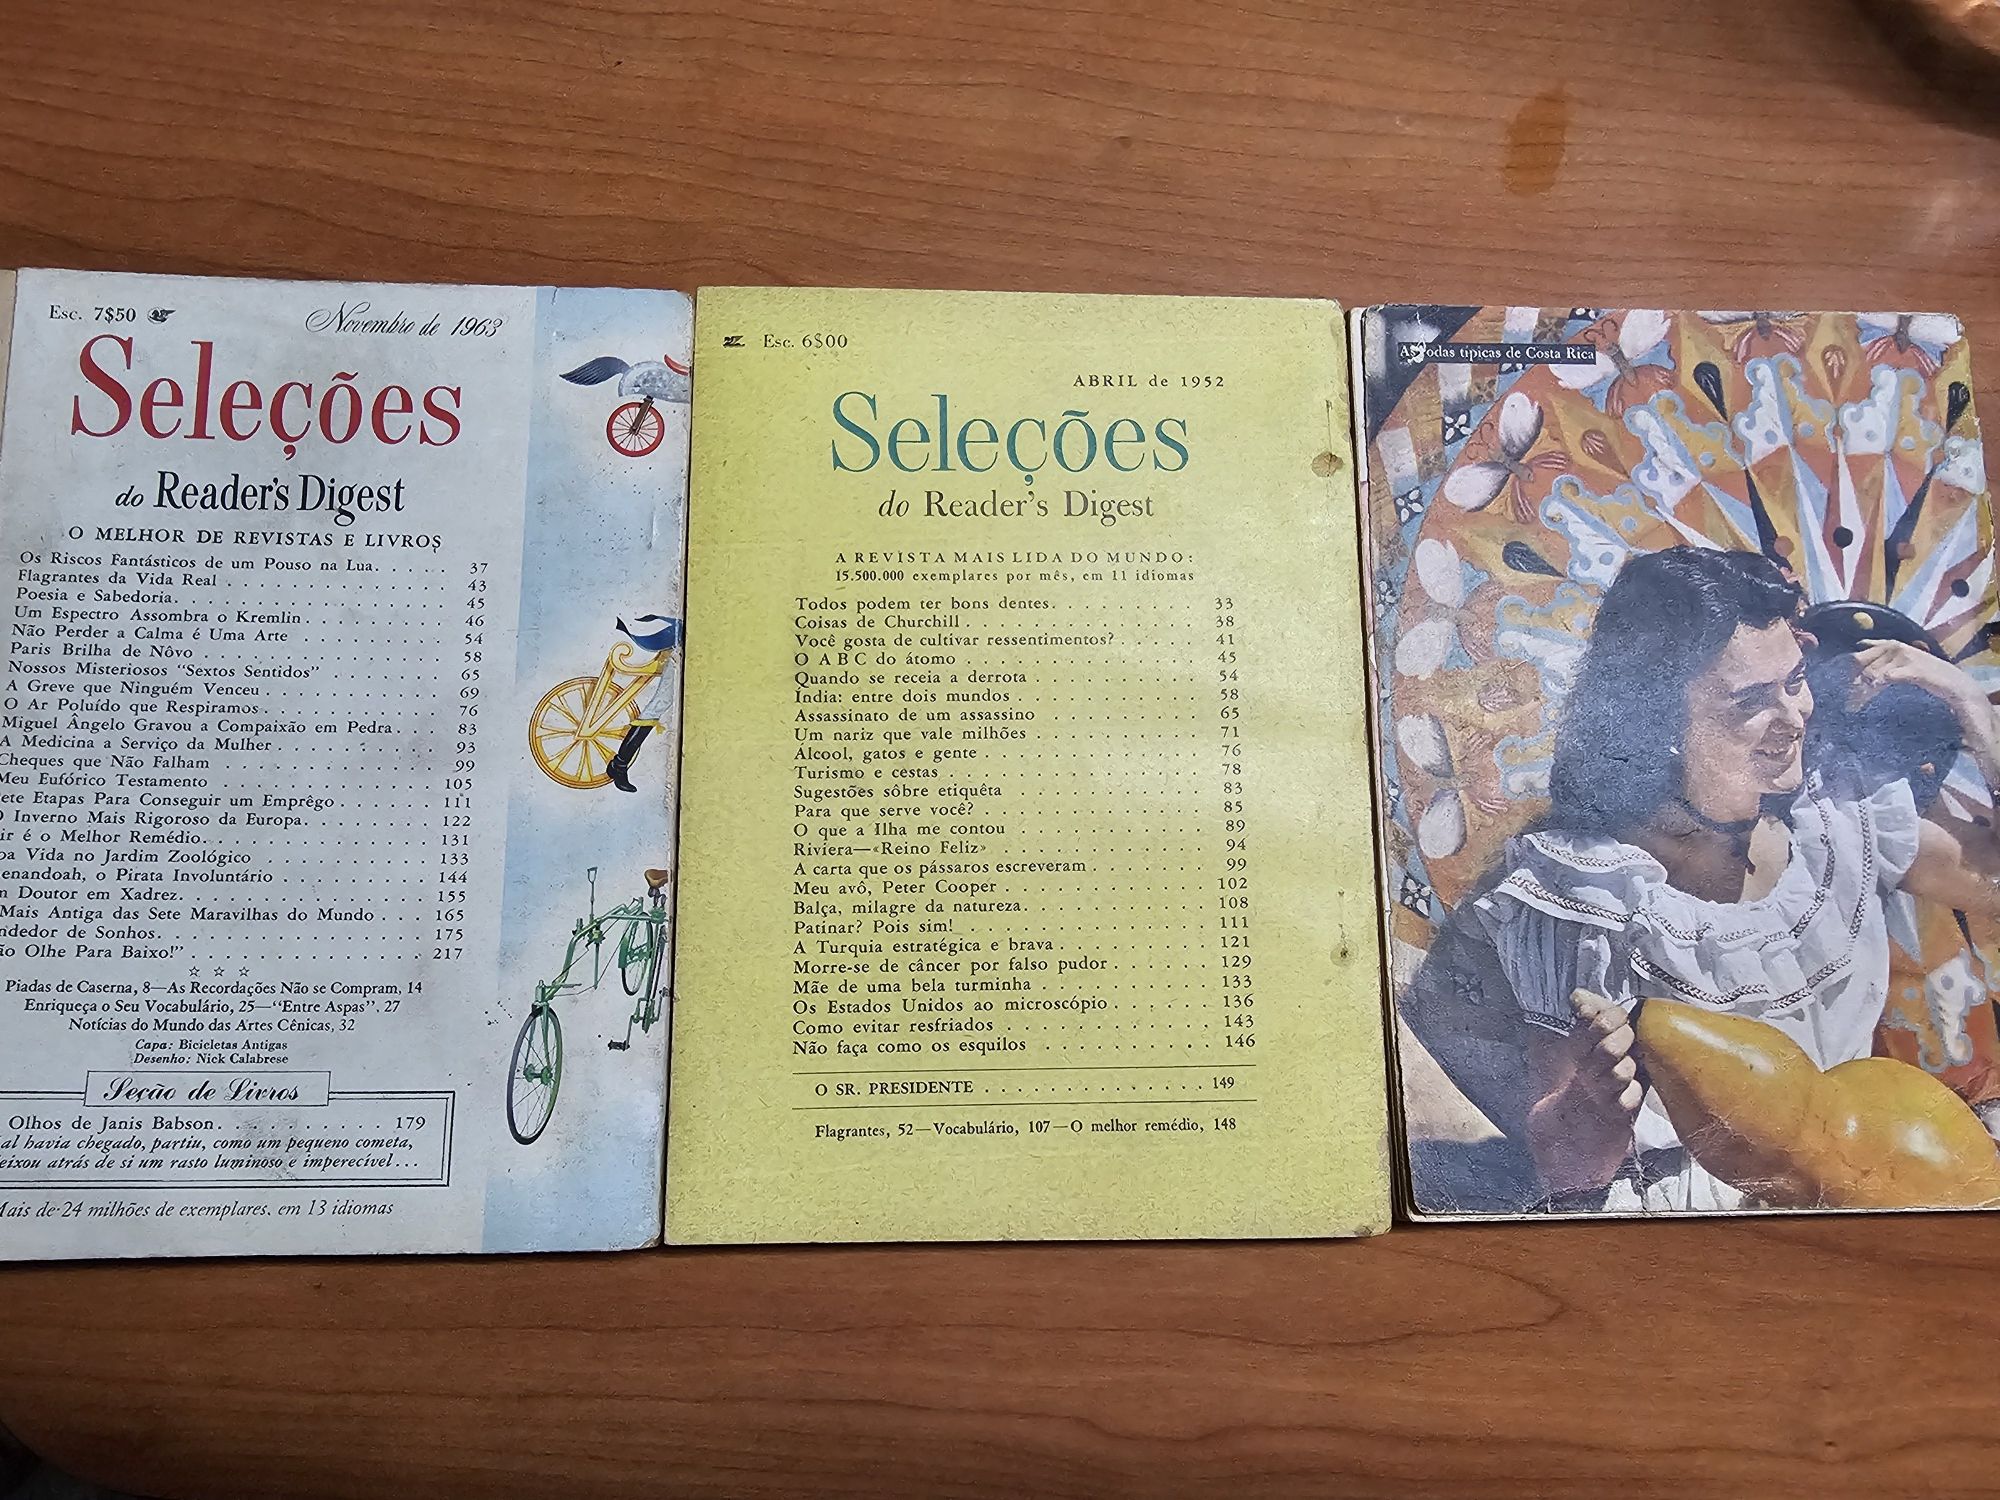 Esc. 7$50
Novembro de 1963
Seleções
do Reader's Digest
O MELHOR DE REVISTAS E LIVROS
Os Riscos Fantásticos de um Pouso na Lua. . . . . 37
Flagrantes da Vida Real . . . . . . . . . . . . . 43
Poesia e Sabedoria. . . . . . . . . . . . . . . . 45
Um Espectro Assombra o Kremlin . . . . . . . . . 46
Não Perder a Calma é Uma Arte . . . . . . . . . 54
Paris Brilha de Nôvo . . . . . . . . . . . . . . 58
Nossos Misteriosos "Sextos Sentidos" . . . . . . . 65
A Greve que Ninguém Venceu . . . . . . . . . . . 69
O Ar Poluído que Respiramos . . . . . . . . . . . 76
Miguel Ângelo Gravou a Compaixão em Pedra . . . 83
A Medicina a Serviço da Mulher . . . . . . . . . 93
Cheques que Não Falham . . . . . . . . . . . . . 99
Meu Eufórico Testamento . . . . . . . . . . . . 105
ete Etapas Para Conseguir um Emprêgo . . . . . . 111
O Inverno Mais Rigoroso da Europa. . . . . . . . 122
ir é o Melhor Remédio. . . . . . . . . . . . . . 131
oa Vida no Jardim Zoológico . . . . . . . . . . 133
enandoah, o Pirata Involuntário . . . . . . . . . 144
m Doutor em Xadrez. . . . . . . . . . . . . . . 155
Mais Antiga das Sete Maravilhas do Mundo . . . 165
ndedor de Sonhos. . . . . . . . . . . . . . . . 175
ão Olhe Para Baixo!" . . . . . . . . . . . . . . 217
☆ ☆ ☆
Piadas de Caserna, 8—As Recordações Não se Compram, 14
Enriqueça o Seu Vocabulário, 25—"Entre Aspas", 27
Notícias do Mundo das Artes Cênicas, 32
Capa: Bicicletas Antigas
Desenho: Nick Calabrese
Seção de Livros
Olhos de Janis Babson. . . . . . . . . . 179
al havia chegado, partiu, como um pequeno cometa,
eixou atrás de si um rasto luminoso e imperecível...
Mais de 24 milhões de exemplares, em 13 idiomas
Esc. 6$00
ABRIL de 1952
Seleções
do Reader's Digest
A REVISTA MAIS LIDA DO MUNDO:
15.500.000 exemplares por mês, em 11 idiomas
Todos podem ter bons dentes. . . . . . . . . . 33
Coisas de Churchill . . . . . . . . . . . . . . 38
Você gosta de cultivar ressentimentos? . . . . . 41
O A B C do átomo . . . . . . . . . . . . . . 45
Quando se receia a derrota . . . . . . . . . . 54
Índia: entre dois mundos . . . . . . . . . . . 58
Assassinato de um assassino . . . . . . . . . 65
Um nariz que vale milhões . . . . . . . . . . 71
Álcool, gatos e gente . . . . . . . . . . . . . 76
Turismo e cestas . . . . . . . . . . . . . . . 78
Sugestões sôbre etiquêta . . . . . . . . . . . 83
Para que serve você? . . . . . . . . . . . . . 85
O que a Ilha me contou . . . . . . . . . . . 89
Riviera—«Reino Feliz» . . . . . . . . . . . . 94
A carta que os pássaros escreveram . . . . . . . 99
Meu avô, Peter Cooper . . . . . . . . . . . . 102
Balça, milagre da natureza. . . . . . . . . . . 108
Patinar? Pois sim! . . . . . . . . . . . . . . 111
A Turquia estratégica e brava . . . . . . . . . 121
Morre-se de câncer por falso pudor . . . . . . 129
Mãe de uma bela turminha . . . . . . . . . . 133
Os Estados Unidos ao microscópio . . . . . . . 136
Como evitar resfriados . . . . . . . . . . . . 143
Não faça como os esquilos . . . . . . . . . . 146
O SR. PRESIDENTE . . . . . . . . . . . . . . 149
Flagrantes, 52—Vocabulário, 107—O melhor remédio, 148
As rodas típicas de Costa Rica